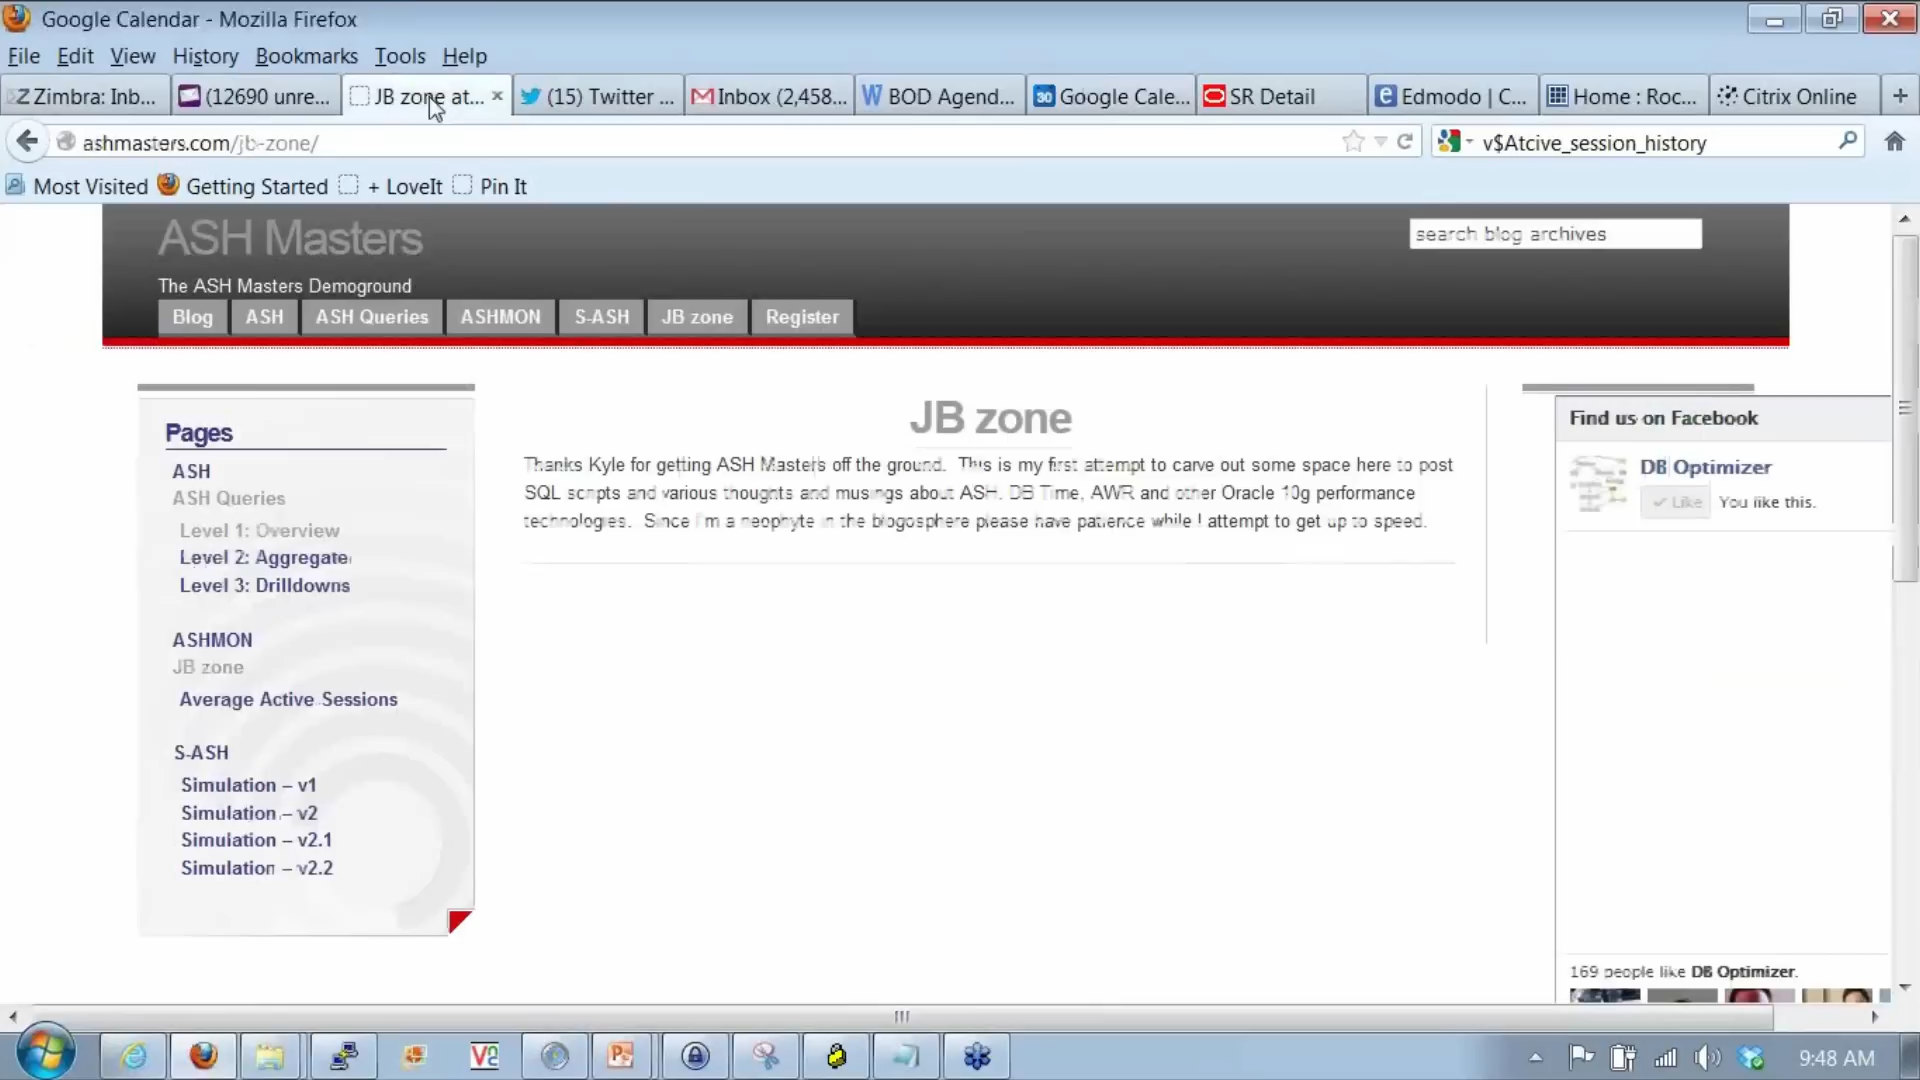 Google Calendar - Mozilla Firefox
File Edit View History Bookmarks Tools Help
Zimbra: Inb... (12690 unre... JB zone at... (15) Twitter ... Inbox (2,458... BOD Agend... Google Cale... SR Detail Edmodo | C... Home : Roc... Citrix Online
ashmasters.com/jb-zone/ v$Atcive_session_history
Most Visited Getting Started + LoveIt Pin It
ASH Masters
search blog archives
The ASH Masters Demoground
Blog ASH ASH Queries ASHMON S-ASH JB zone Register
Pages
ASH
ASH Queries
Level 1: Overview
Level 2: Aggregate
Level 3: Drilldowns
ASHMON
JB zone
Average Active Sessions
S-ASH
Simulation – v1
Simulation – v2
Simulation – v2.1
Simulation – v2.2
JB zone
Thanks Kyle for getting ASH Masters off the ground. This is my first attempt to carve out some space here to post
SQL scripts and various thoughts and musings about ASH, DB Time, AWR and other Oracle 10g performance
technologies. Since I'm a neophyte in the blogosphere please have patience while I attempt to get up to speed.
Find us on Facebook
DB Optimizer
Like You like this.
169 people like DB Optimizer.
9:48 AM